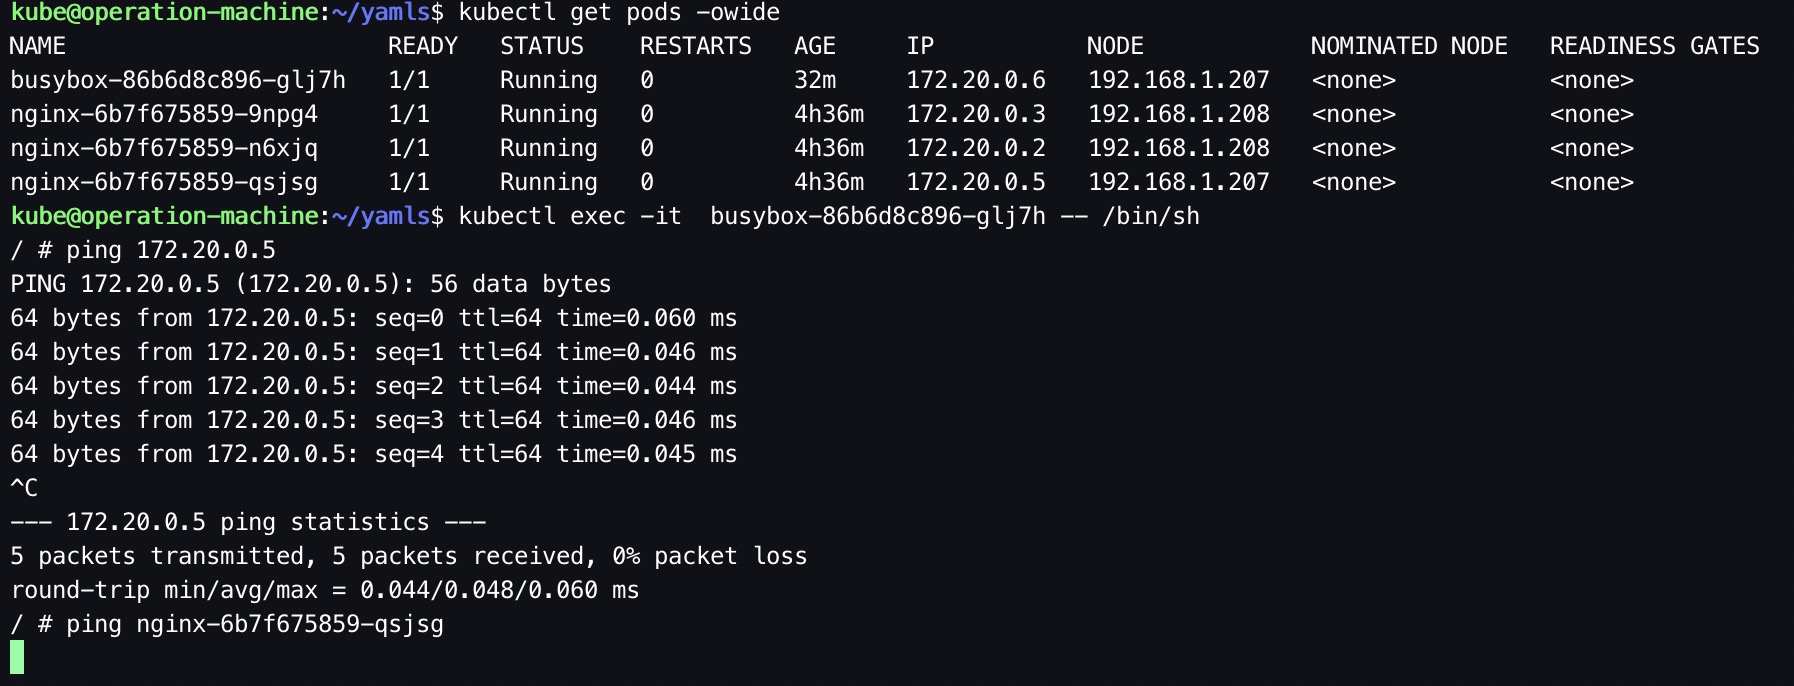 kube@operation-machine:~/yamls$ kubectl get pods -owide
NAME READY STATUS RESTARTS AGE IP NODE NOMINATED NODE READINESS GATES
busybox-86b6d8c896-glj7h 1/1 Running 0 32m 172.20.0.6 192.168.1.207 <none> <none>
nginx-6b7f675859-9npg4 1/1 Running 0 4h36m 172.20.0.3 192.168.1.208 <none> <none>
nginx-6b7f675859-n6xjq 1/1 Running 0 4h36m 172.20.0.2 192.168.1.208 <none> <none>
nginx-6b7f675859-qsjsg 1/1 Running 0 4h36m 172.20.0.5 192.168.1.207 <none> <none>
kube@operation-machine:~/yamls$ kubectl exec -it  busybox-86b6d8c896-glj7h -- /bin/sh
/ # ping 172.20.0.5
PING 172.20.0.5 (172.20.0.5): 56 data bytes
64 bytes from 172.20.0.5: seq=0 ttl=64 time=0.060 ms
64 bytes from 172.20.0.5: seq=1 ttl=64 time=0.046 ms
64 bytes from 172.20.0.5: seq=2 ttl=64 time=0.044 ms
64 bytes from 172.20.0.5: seq=3 ttl=64 time=0.046 ms
64 bytes from 172.20.0.5: seq=4 ttl=64 time=0.045 ms
^C
--- 172.20.0.5 ping statistics ---
5 packets transmitted, 5 packets received, 0% packet loss
round-trip min/avg/max = 0.044/0.048/0.060 ms
/ # ping nginx-6b7f675859-qsjsg